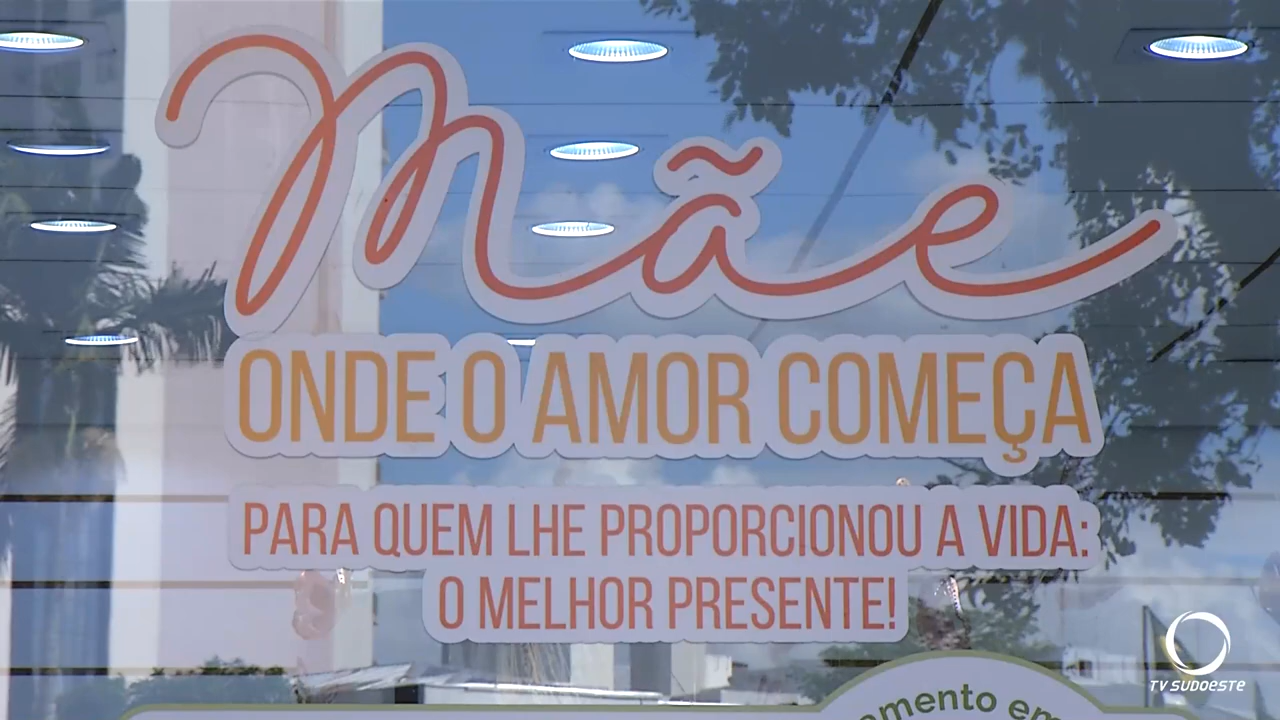 Mãe
ONDE O AMOR COMEÇA
PARA QUEM LHE PROPORCIONOU A VIDA:
O MELHOR PRESENTE!
TV SUDOESTE